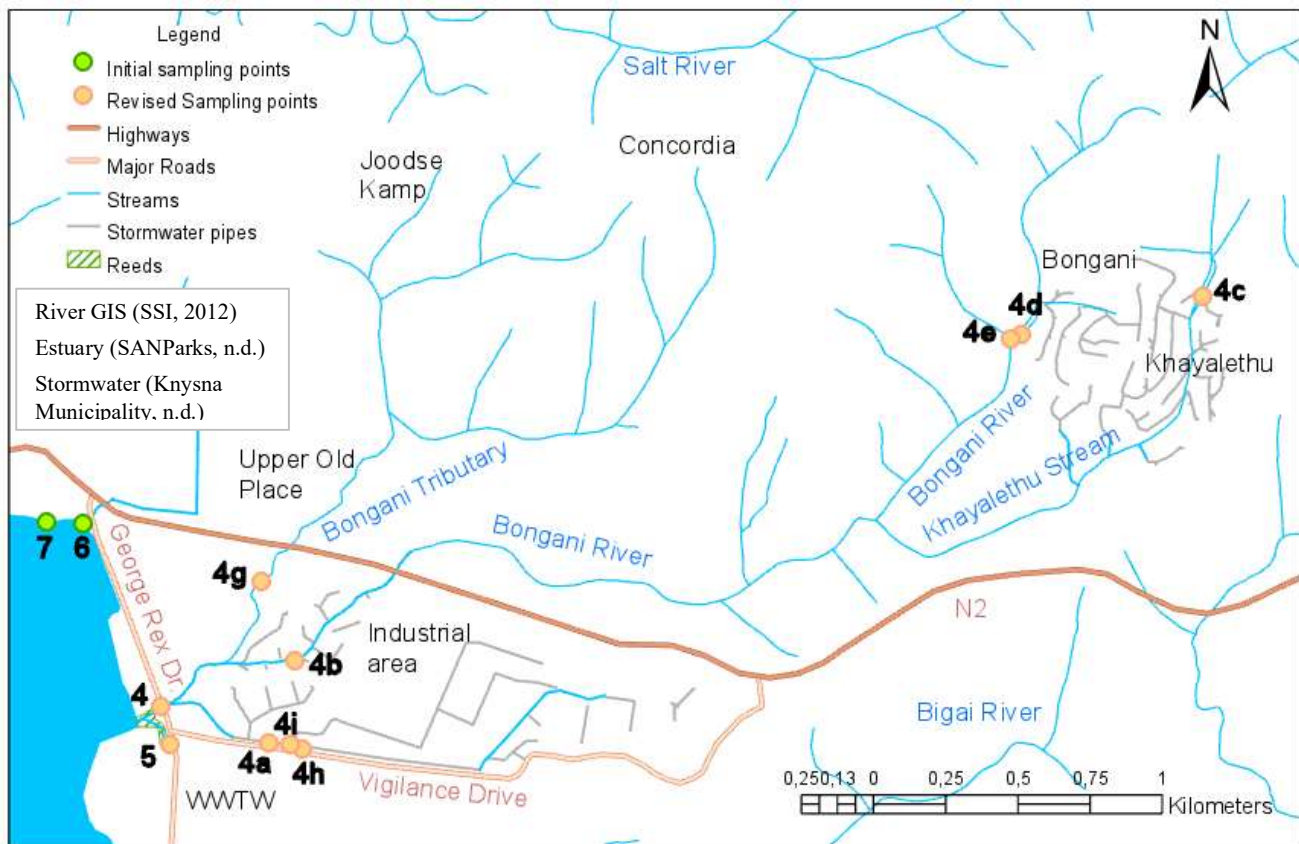 Legend
Initial sampling points
Revised Sampling points
Highways
Major Roads
Streams
Stormwater pipes
Reeds
River GIS (SSI, 2012)
Estuary (SANParks, n.d.)
Stormwater (Knysna
Municipality, n.d.)
N
Salt River
Concordia
Joodse
Kamp
Bongani
4c
4d
4e
Khayalethu
Bongani River
Khayalethu Stream
Upper Old
Place
Bongani Tributary
Bongani River
7
6
George Rex Dr.
4g
N2
Industrial
area
4b
4
Bigai River
5
4a
4i
4h
Vigilance Drive
WWTW
0,250,13 0 0,25 0,5 0,75 1
Kilometers